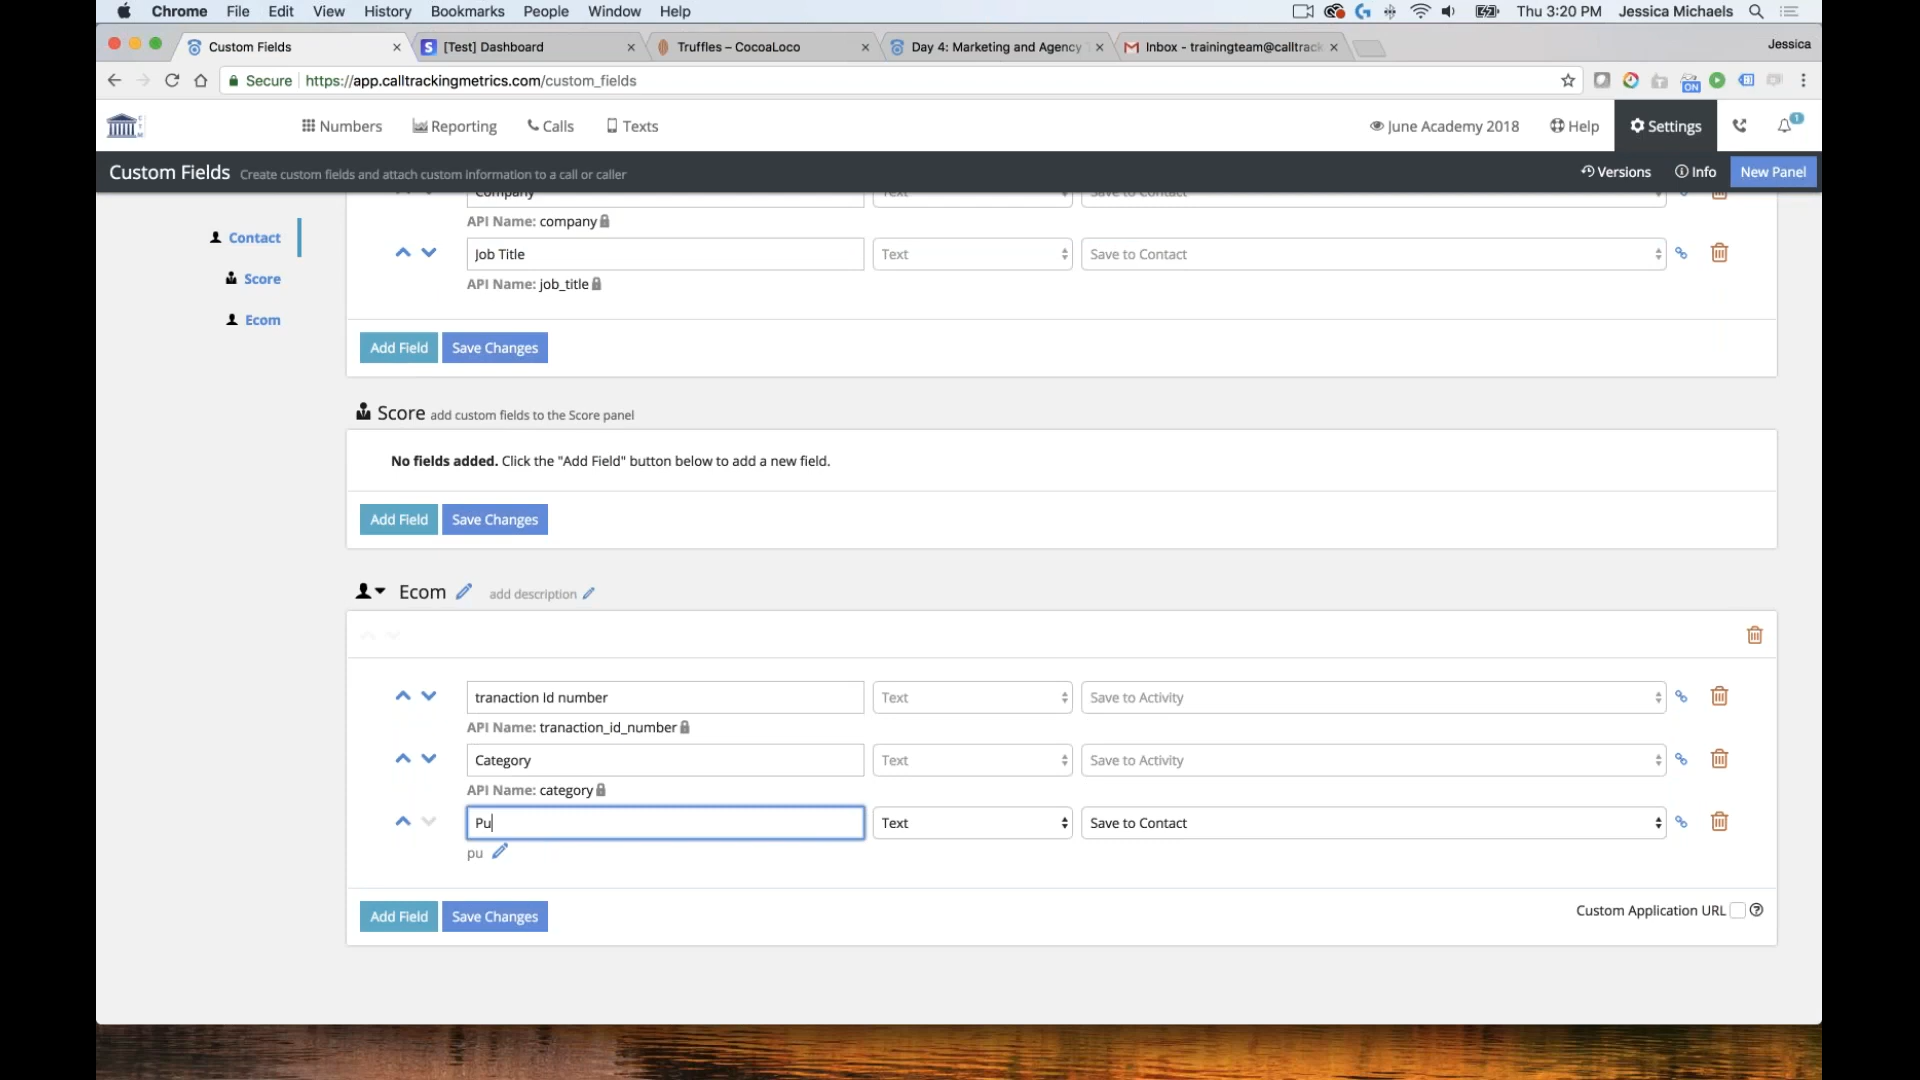 Chrome File Edit View History Bookmarks People Window Help Thu 3:20 PM Jessica Michaels
Custom Fields [Test] Dashboard Truffles – CocoaLoco Day 4: Marketing and Agency Inbox - trainingteam@calltrack Jessica
Secure https://app.calltrackingmetrics.com/custom_fields ON
Numbers Reporting Calls Texts June Academy 2018 Help Settings 1
Custom Fields Create custom fields and attach custom information to a call or caller Versions Info New Panel
Company Text Save to Contact
Contact
API Name: company
Job Title Text Save to Contact
Score
API Name: job_title
Ecom
Add Field Save Changes
Score add custom fields to the Score panel
No fields added. Click the "Add Field" button below to add a new field.
Add Field Save Changes
Ecom add description
tranaction Id number Text Save to Activity
API Name: tranaction_id_number
Category Text Save to Activity
API Name: category
Pu Text Save to Contact
pu
Add Field Save Changes Custom Application URL